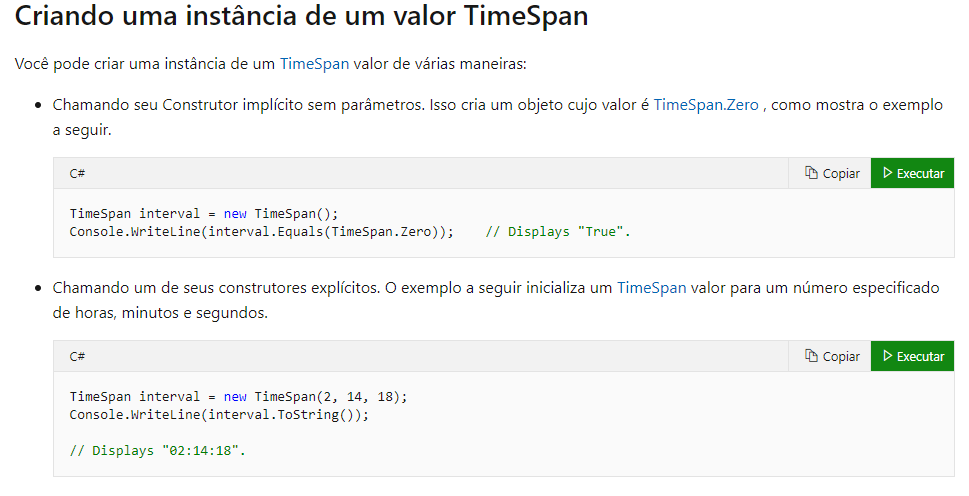 Criando uma instância de um valor TimeSpan
Você pode criar uma instância de um TimeSpan valor de várias maneiras:
• Chamando seu Construtor implícito sem parâmetros. Isso cria um objeto cujo valor é TimeSpan.Zero , como mostra o exemplo
a seguir.
C# Copiar Executar
TimeSpan interval = new TimeSpan();
Console.WriteLine(interval.Equals(TimeSpan.Zero));    // Displays "True".
• Chamando um de seus construtores explícitos. O exemplo a seguir inicializa um TimeSpan valor para um número especificado
de horas, minutos e segundos.
C# Copiar Executar
TimeSpan interval = new TimeSpan(2, 14, 18);
Console.WriteLine(interval.ToString());
// Displays "02:14:18".